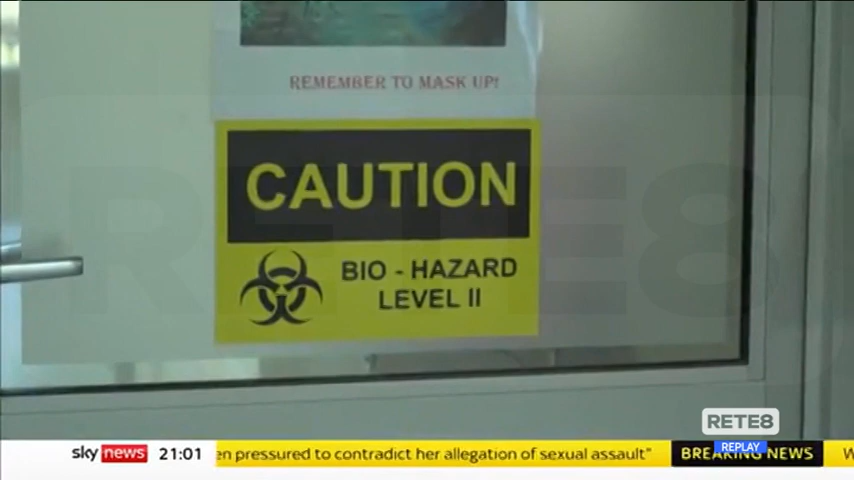 REMEMBER TO MASK UP!
CAUTION
BIO - HAZARD
LEVEL II
RETE8
RETE8
REPLAY
sky news 21:01 en pressured to contradict her allegation of sexual assault" BREAKING NEWS W